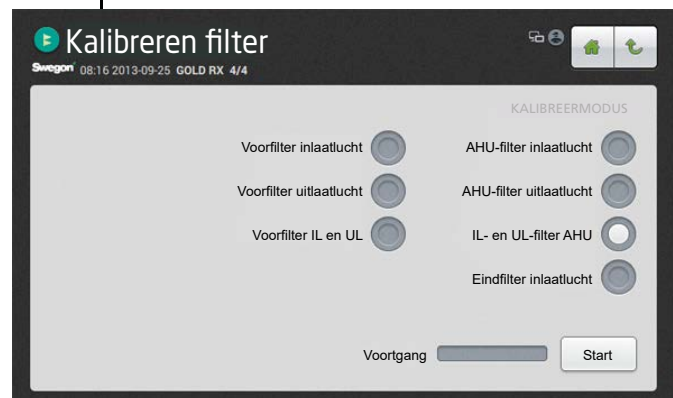 Kalibreren filter
Swegon 08:16 2013-09-25 GOLD RX 4/4
KALIBREERMODUS
Voorfilter inlaatlucht
AHU-filter inlaatlucht
Voorfilter uitlaatlucht
AHU-filter uitlaatlucht
Voorfilter IL en UL
IL- en UL-filter AHU
Eindfilter inlaatlucht
Voortgang
Start